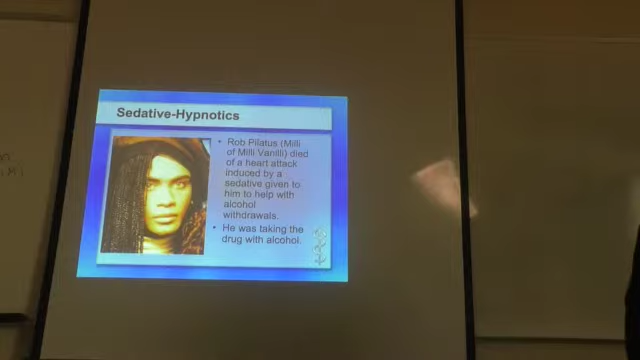 Sedative-Hypnotics
• Rob Pilatus (Milli
of Milli Vanilli) died
of a heart attack
induced by a
sedative given to
him to help with
alcohol
withdrawals.
• He was taking the
drug with alcohol.